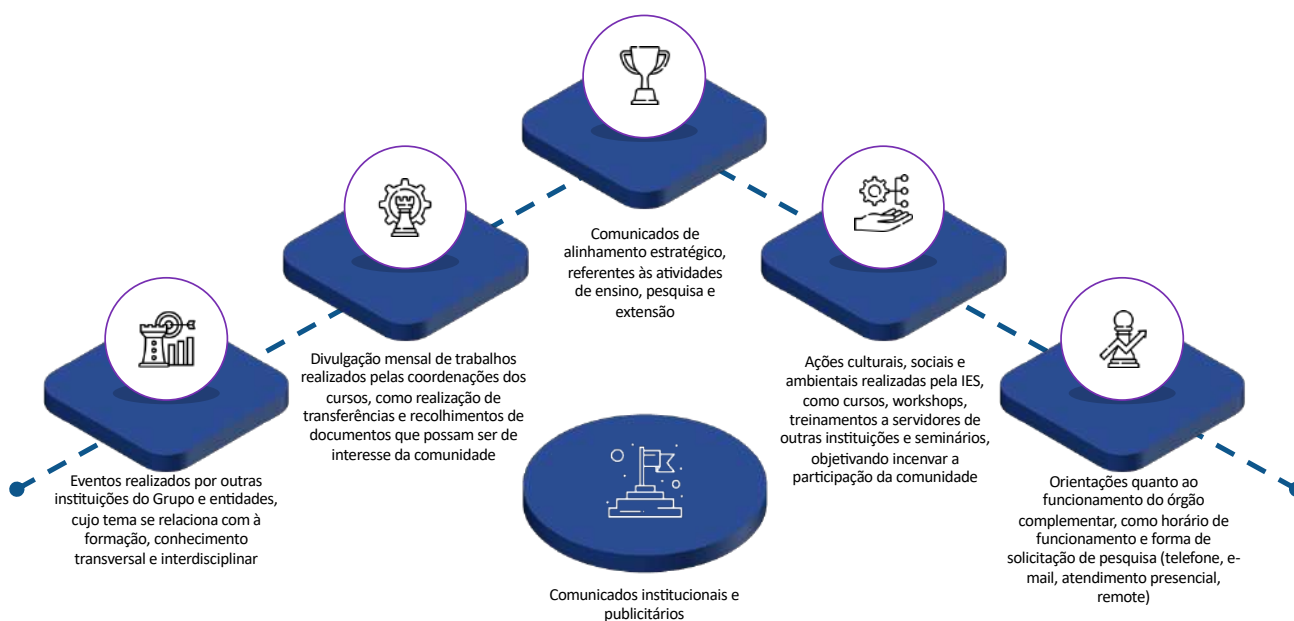 Comunicados de
alinhamento estratégico,
referentes às atividades
de ensino, pesquisa e
extensão
Divulgação mensal de trabalhos
realizados pelas coordenações dos
cursos, como realização de
transferências e recolhimentos de
documentos que possam ser de
interesse da comunidade
Ações culturais, sociais e
ambientais realizadas pela IES,
como cursos, workshops,
treinamentos a servidores de
outras instituições e seminários,
objetivando incenvar a
participação da comunidade
Eventos realizados por outras
instituições do Grupo e entidades,
cujo tema se relaciona com à
formação, conhecimento
transversal e interdisciplinar
Orientações quanto ao
funcionamento do órgão
complementar, como horário de
funcionamento e forma de
solicitação de pesquisa (telefone, e-
mail, atendimento presencial,
remote)
Comunicados institucionais e
publicitários